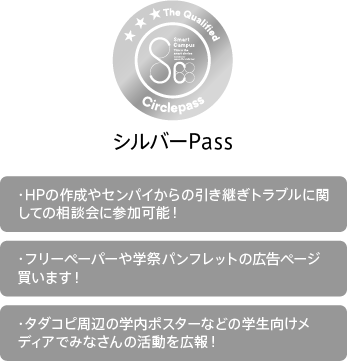 ★★★ The Qualified
Smart
Campus
Circlepass
シルバーPass
・HPの作成やセンパイからの引き継ぎトラブルに関
しての相談会に参加可能！
・フリーペーパーや学祭パンフレットの広告ページ
買います！
・タダコピ周辺の学内ポスターなどの学生向けメ
ディアでみなさんの活動を広報！